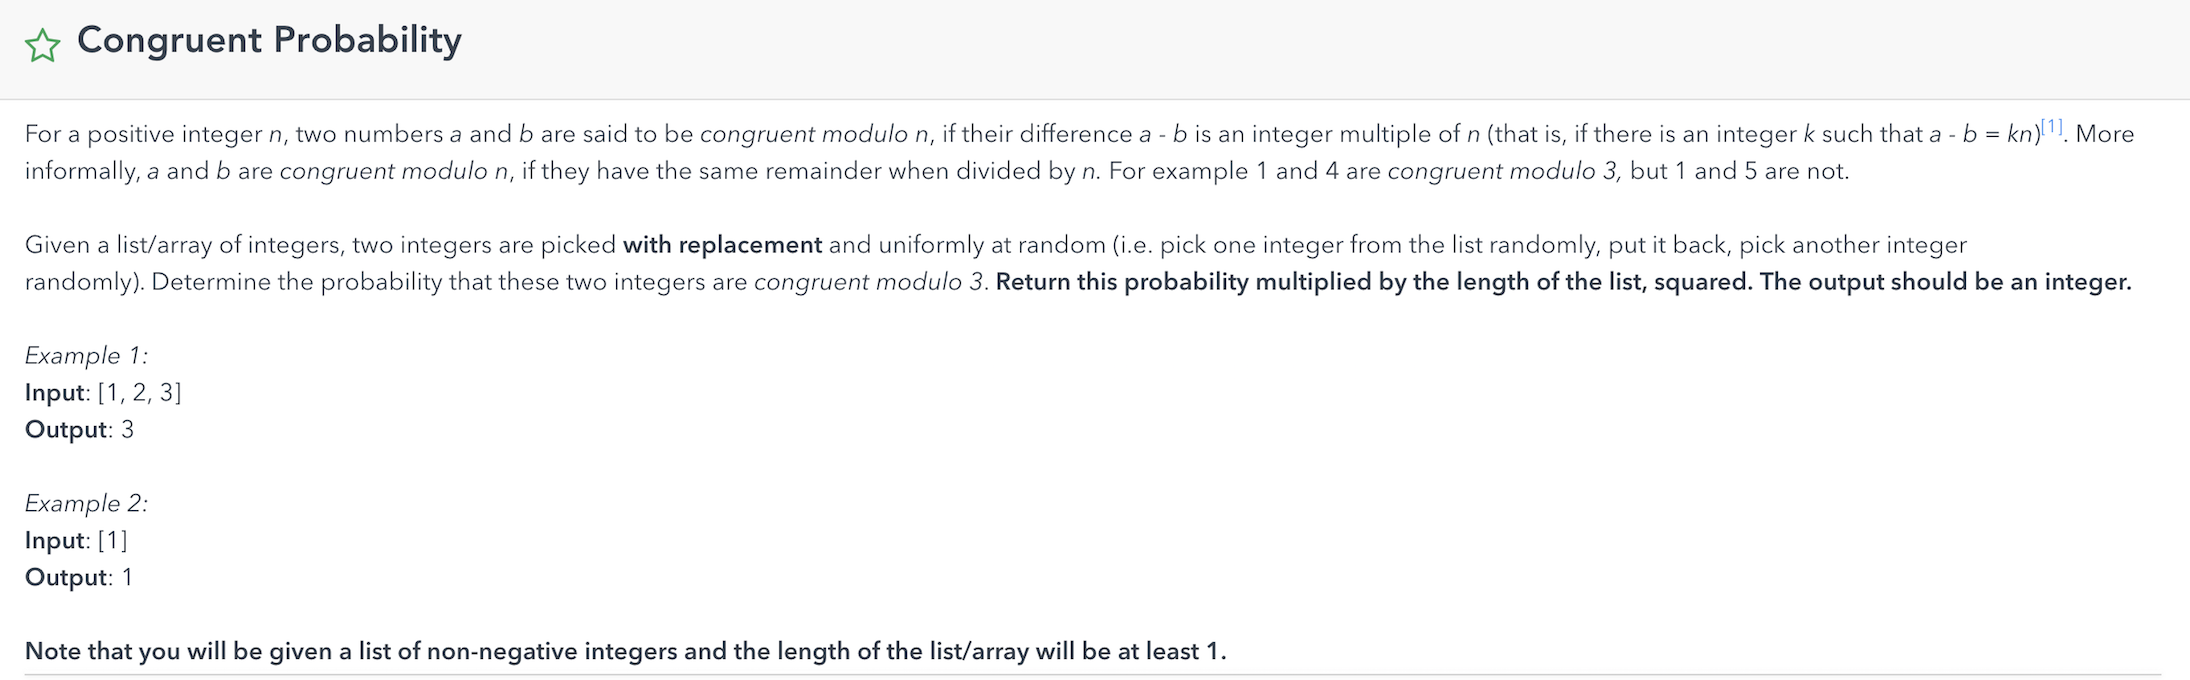 Congruent Probability
For a positive integer n, two numbers a and b are said to be congruent modulo n, if their difference a - b is an integer multiple of n (that is, if there is an integer k such that a - b = kn)[1]. More
informally, a and b are congruent modulo n, if they have the same remainder when divided by n. For example 1 and 4 are congruent modulo 3, but 1 and 5 are not.
Given a list/array of integers, two integers are picked with replacement and uniformly at random (i.e. pick one integer from the list randomly, put it back, pick another integer
randomly). Determine the probability that these two integers are congruent modulo 3. Return this probability multiplied by the length of the list, squared. The output should be an integer.
Example 1:
Input: [1, 2, 3]
Output: 3
Example 2:
Input: [1]
Output: 1
Note that you will be given a list of non-negative integers and the length of the list/array will be at least 1.